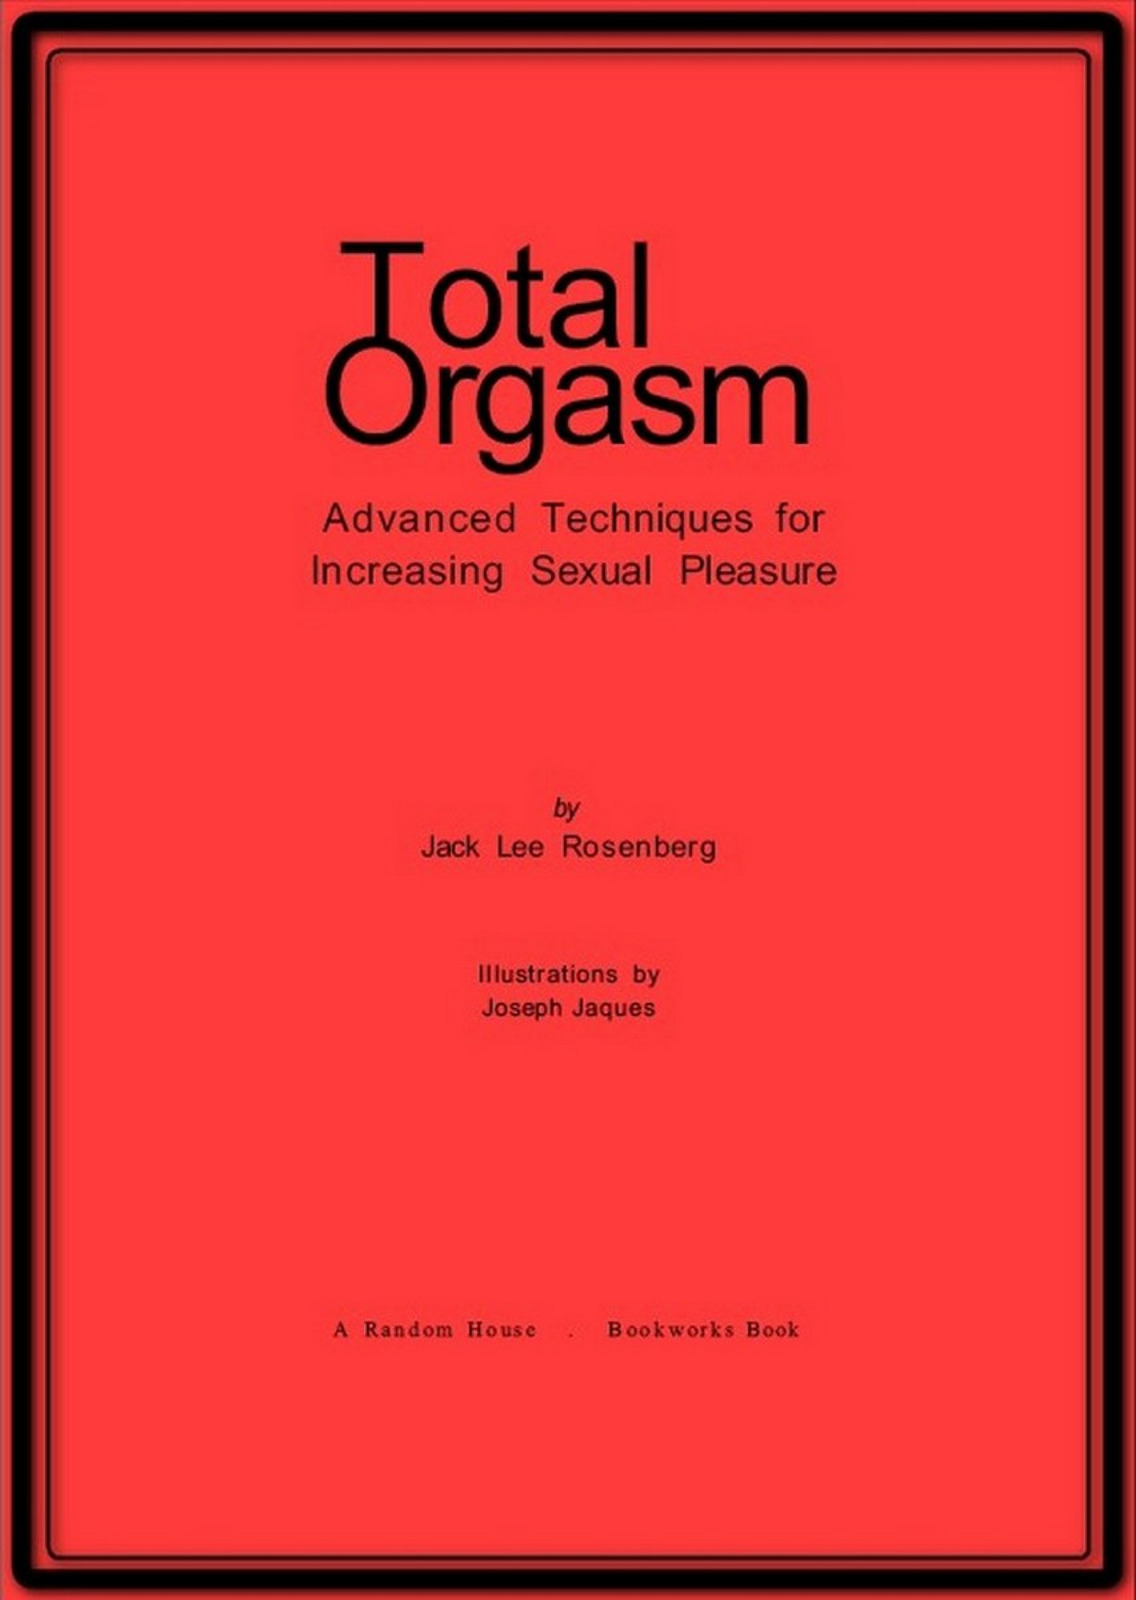 Total
Orgasm
Advanced Techniques for
Increasing Sexual Pleasure
by
Jack Lee Rosenberg
Illustrations by
Joseph Jaques
A Random House . Bookworks Book